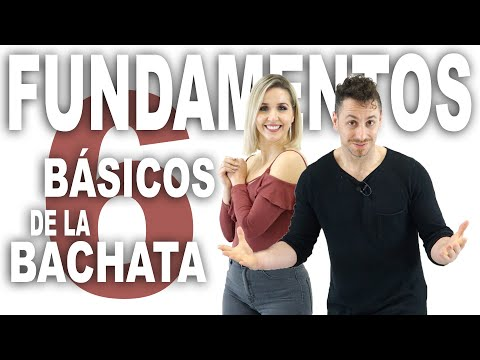 FUNDAMENTOS
6
BÁSICOS
DE LA
BACHATA